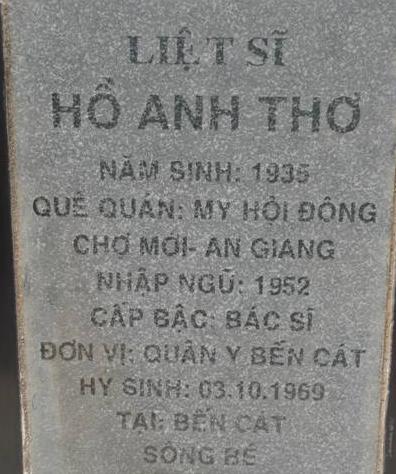 LIỆT SĨ
HỒ ANH THƠ
NĂM SINH: 1935
QUÊ QUÁN: MỸ HỘI ĐÔNG
CHỢ MỚI- AN GIANG
NHẬP NGŨ: 1952
CẤP BẬC: BÁC SĨ
ĐƠN VỊ: QUÂN Y BẾN CÁT
HY SINH: 03.10.1969
TẠI: BẾN CÁT
SÔNG BÉ